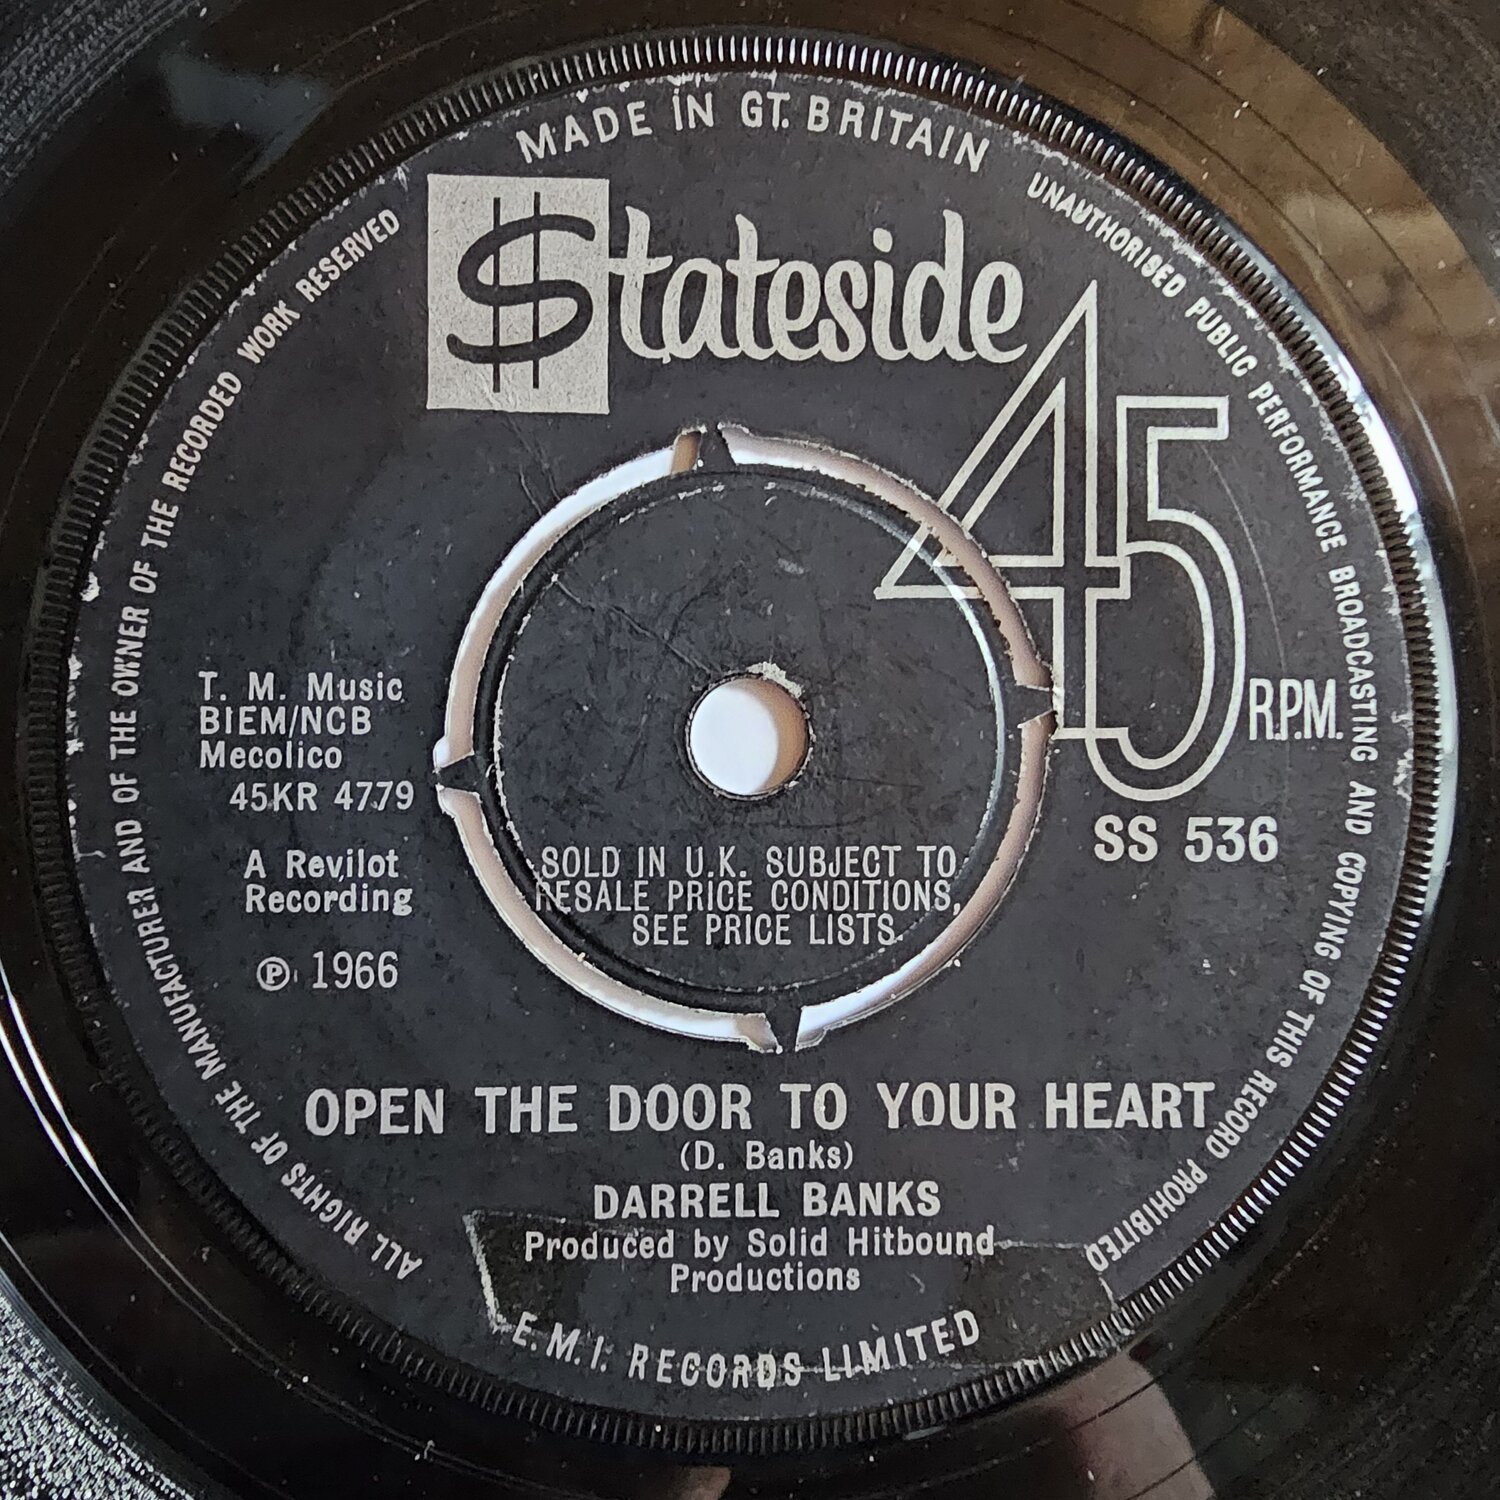 MADE IN GT. BRITAIN
UNAUTHORISED PUBLIC PERFORMANCE BROADCASTING AND COPYING OF THIS RECORD PROHIBITED
ALL RIGHTS OF THE MANUFACTURER AND OF THE OWNER OF THE RECORDED WORK RESERVED
$tateside
45
R.P.M.
T. M. Music
BIEM/NCB
Mecolico
45KR 4779
SS 536
A Revilot
Recording
℗ 1966
SOLD IN U.K. SUBJECT TO
RESALE PRICE CONDITIONS,
SEE PRICE LISTS.
OPEN THE DOOR TO YOUR HEART
(D. Banks)
DARRELL BANKS
Produced by Solid Hitbound
Productions
E.M.I. RECORDS LIMITED